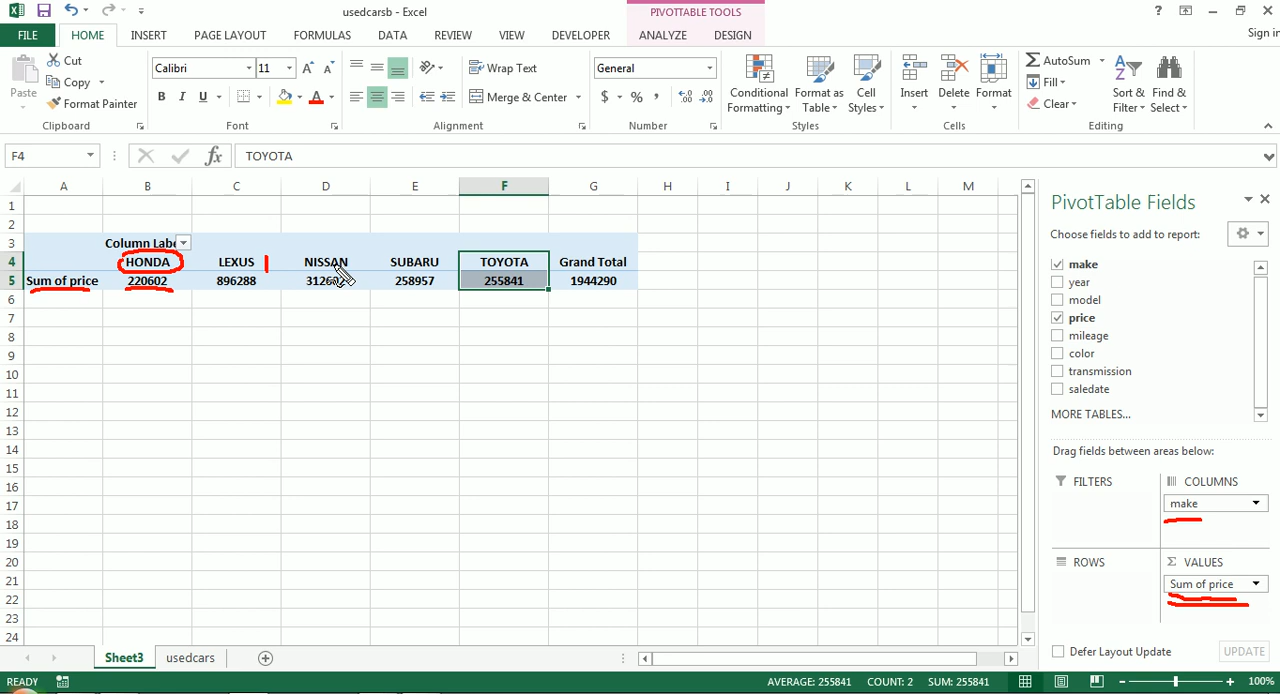 usedcarsb - Excel
PIVOTTABLE TOOLS
?
Sign in
FILE HOME INSERT PAGE LAYOUT FORMULAS DATA REVIEW VIEW DEVELOPER ANALYZE DESIGN
Paste
Cut
Copy
Format Painter
Clipboard
Calibri 11
B I U
Font
Wrap Text
Merge & Center
Alignment
General
$ % ,
Number
Conditional Formatting
Format as Table
Cell Styles
Styles
Insert
Delete
Format
Cells
AutoSum
Fill
Clear
Sort & Filter
Find & Select
Editing
F4 fx TOYOTA
A B C D E F G H I J K L M
1
2
3 Column Labe
4 HONDA LEXUS NISSAN SUBARU TOYOTA Grand Total
5 Sum of price 220602 896288 258957 255841 1944290
6
7
8
9
10
11
12
13
14
15
16
17
18
19
20
21
22
23
24
PivotTable Fields
Choose fields to add to report:
make
year
model
price
mileage
color
transmission
saledate
MORE TABLES...
Drag fields between areas below:
FILTERS
COLUMNS
make
ROWS
Σ VALUES
Sum of price
Defer Layout Update
UPDATE
Sheet3 usedcars
READY
AVERAGE: 255841 COUNT: 2 SUM: 255841
100%